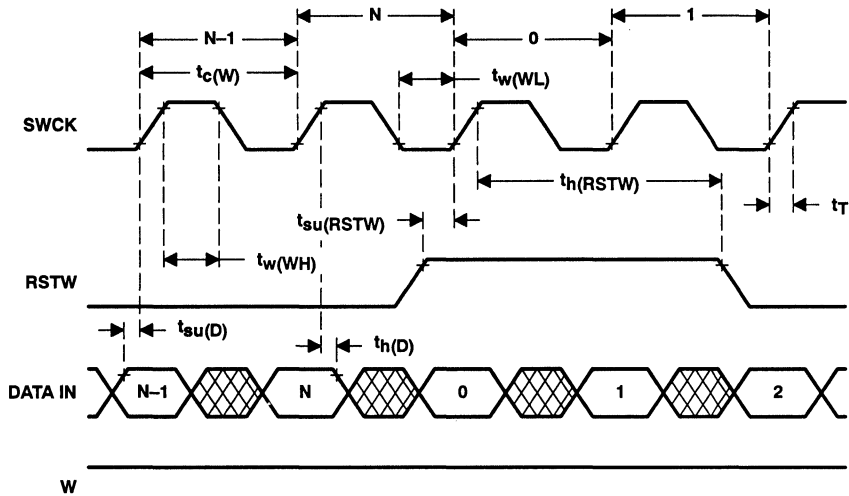 N
1
N–1
0
tc(W)
tw(WL)
SWCK
th(RSTW)
tT
tsu(RSTW)
tw(WH)
RSTW
tsu(D)
th(D)
DATA IN
N–1
N
0
1
2
W